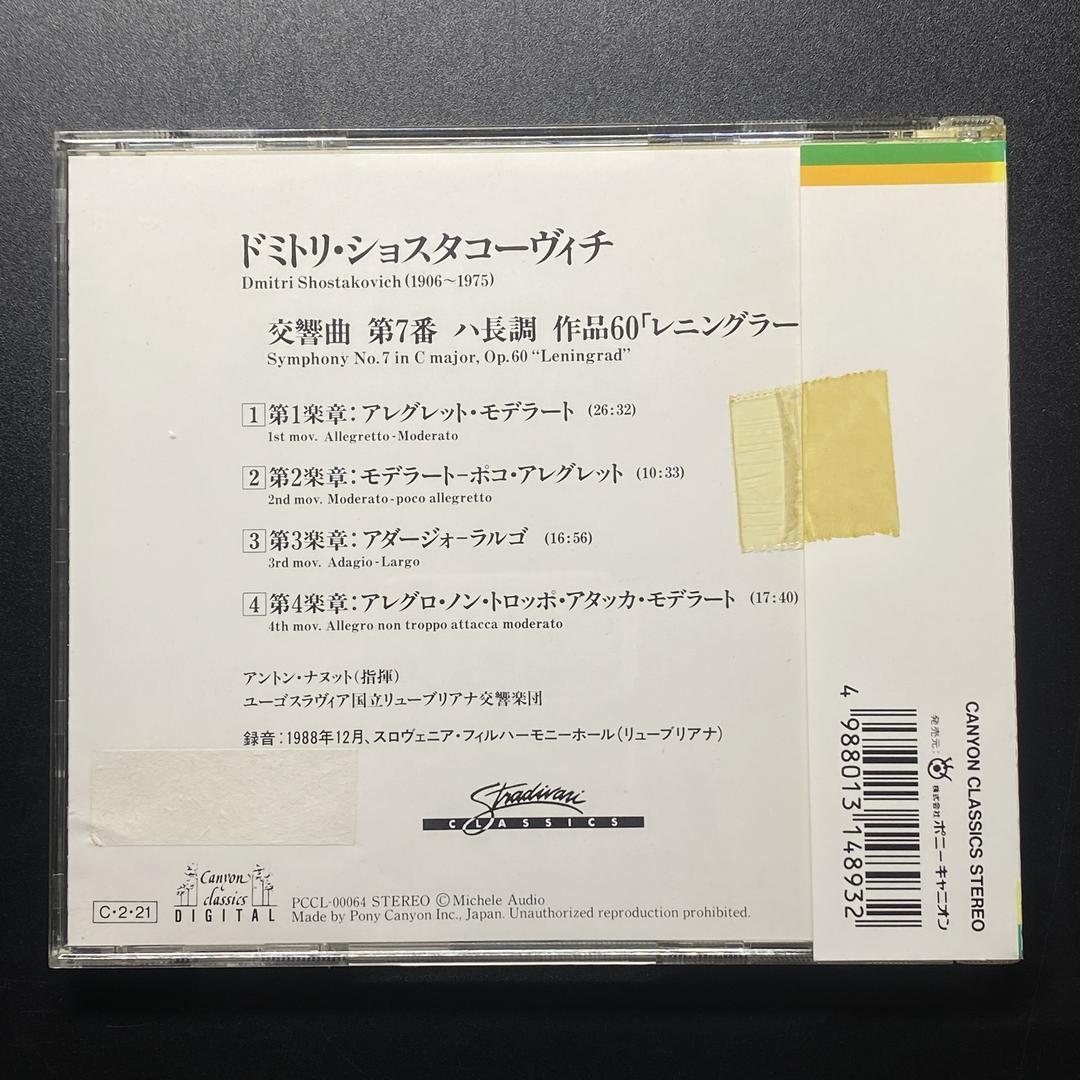 ドミトリ・ショスタコーヴィチ
Dmitri Shostakovich (1906〜1975)
交響曲 第7番 ハ長調 作品60「レニングラー
Symphony No. 7 in C major, Op. 60 “Leningrad”
1 第1楽章：アレグレット・モデラート (26:32)
1st mov. Allegretto-Moderato
2 第2楽章：モデラート－ポコ・アレグレット (10:33)
2nd mov. Moderato-poco allegretto
3 第3楽章：アダージォ－ラルゴ (16:56)
3rd mov. Adagio-Largo
4 第4楽章：アレグロ・ノン・トロッポ・アタッカ・モデラート (17:40)
4th mov. Allegro non troppo attacca moderato
アントン・ナヌット（指揮）
ユーゴスラヴィア国立リューブリアナ交響楽団
録音：1988年12月、スロヴェニア・フィルハーモニーホール（リューブリアナ）
Stradivari
CLASSICS
C・2・21
Canyon
classics
DIGITAL
PCCL-00064 STEREO ©Michele Audio
Made by Pony Canyon Inc., Japan. Unauthorized reproduction prohibited.
CANYON CLASSICS STEREO
発売元：株式会社ポニーキャニオン
4 988013 148932